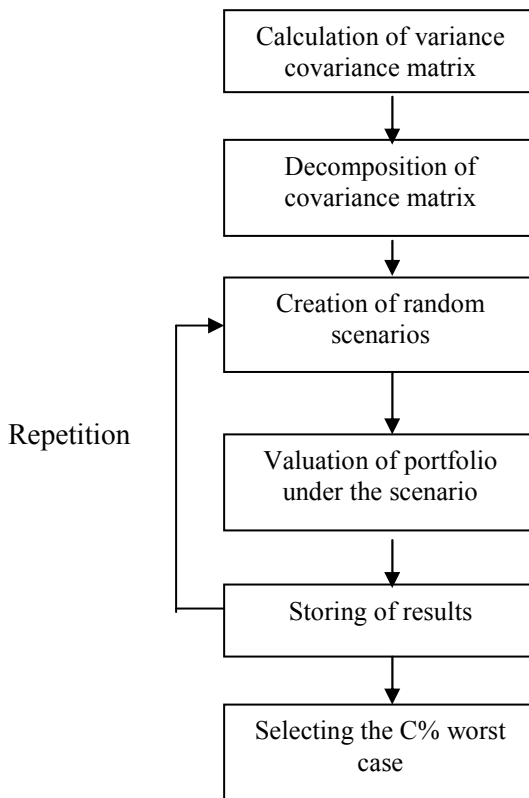 Calculation of variance
covariance matrix
Decomposition of
covariance matrix
Creation of random
scenarios
Repetition
Valuation of portfolio
under the scenario
Storing of results
Selecting the C% worst
case